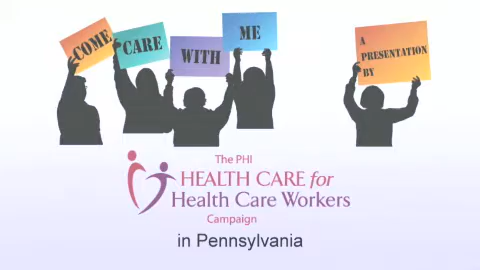 COME
CARE
WITH
ME
A
PRESENTATION
BY
The PHI
HEALTH CARE for
Health Care Workers
Campaign
in Pennsylvania